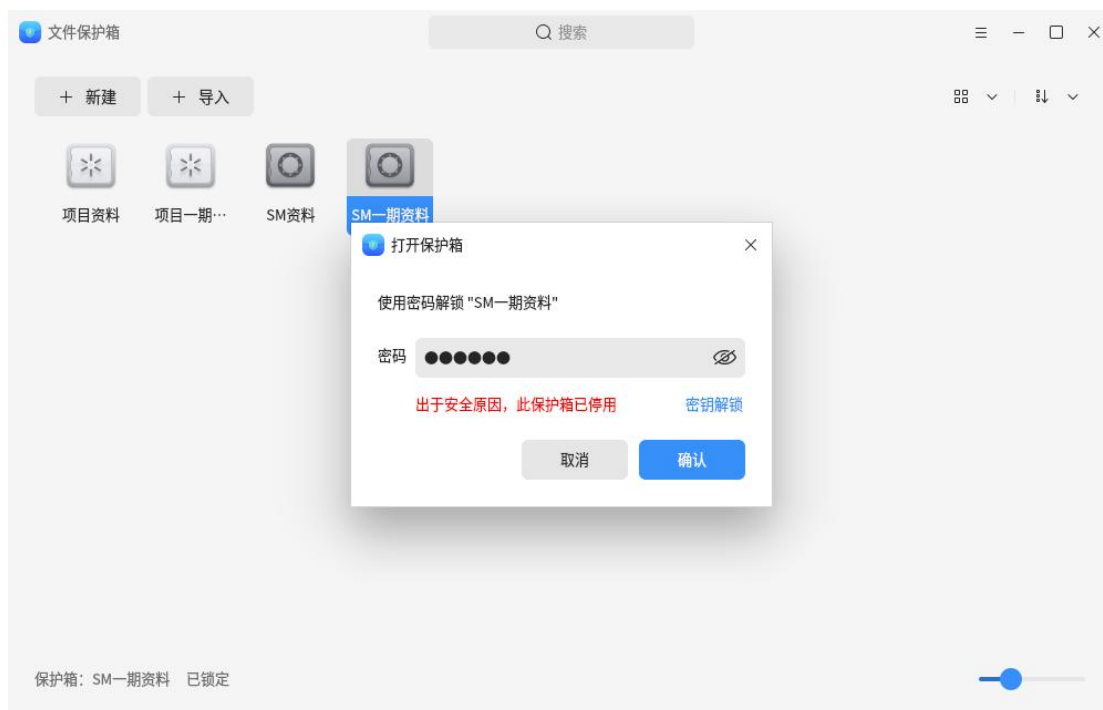 文件保护箱
搜索
新建
导入
项目资料
项目一期…
SM资料
SM一期资料
打开保护箱
使用密码解锁 "SM一期资料"
密码
出于安全原因，此保护箱已停用
密钥解锁
取消
确认
保护箱：SM一期资料 已锁定